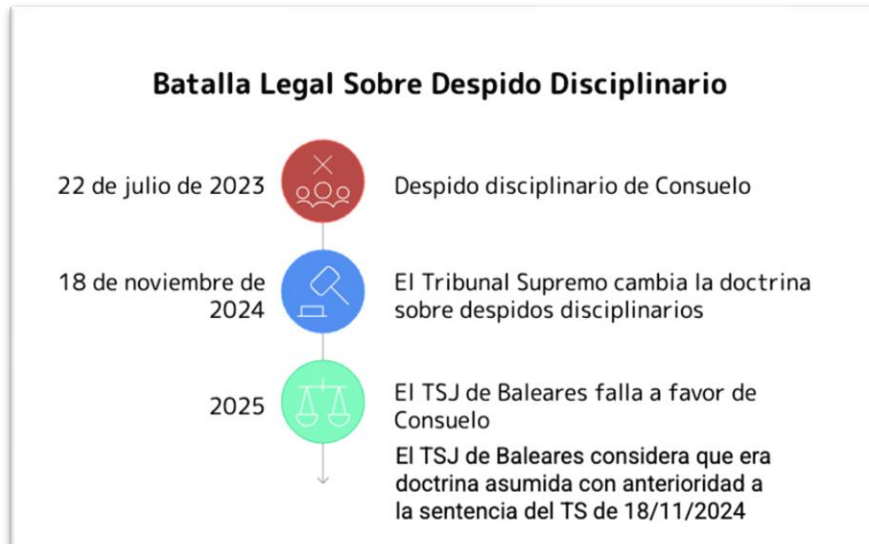 Batalla Legal Sobre Despido Disciplinario
22 de julio de 2023
Despido disciplinario de Consuelo
18 de noviembre de
2024
El Tribunal Supremo cambia la doctrina
sobre despidos disciplinarios
2025
El TSJ de Baleares falla a favor de
Consuelo
El TSJ de Baleares considera que era
doctrina asumida con anterioridad a
la sentencia del TS de 18/11/2024